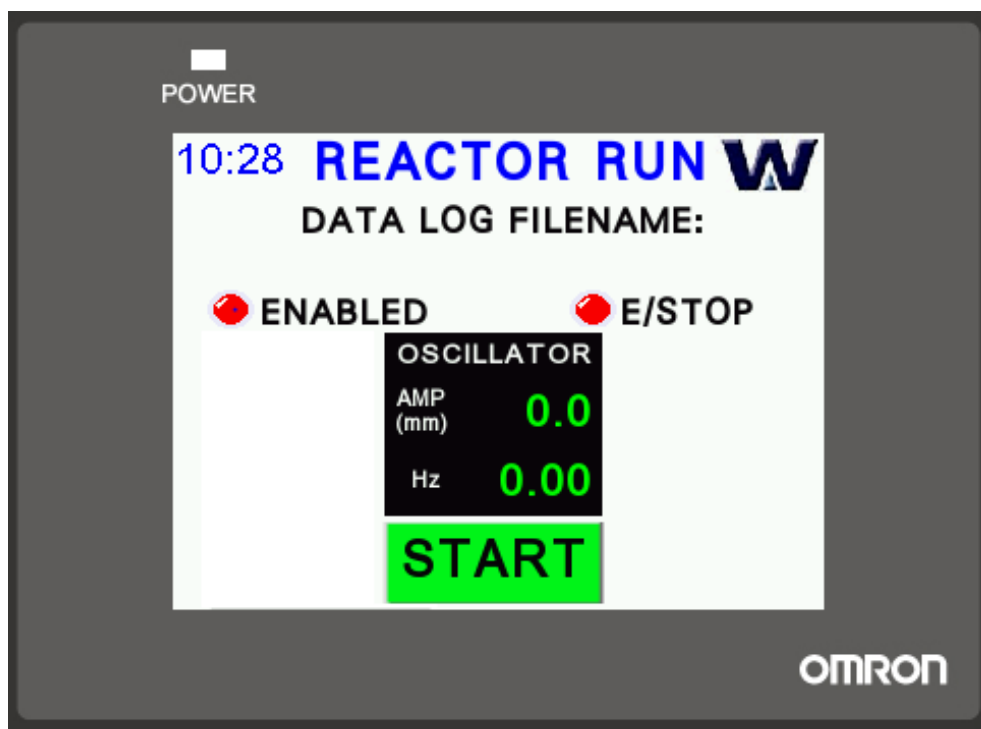 POWER
10:28 REACTOR RUN W
DATA LOG FILENAME:
ENABLED E/STOP
OSCILLATOR
AMP
(mm) 0.0
Hz 0.00
START
OMRON